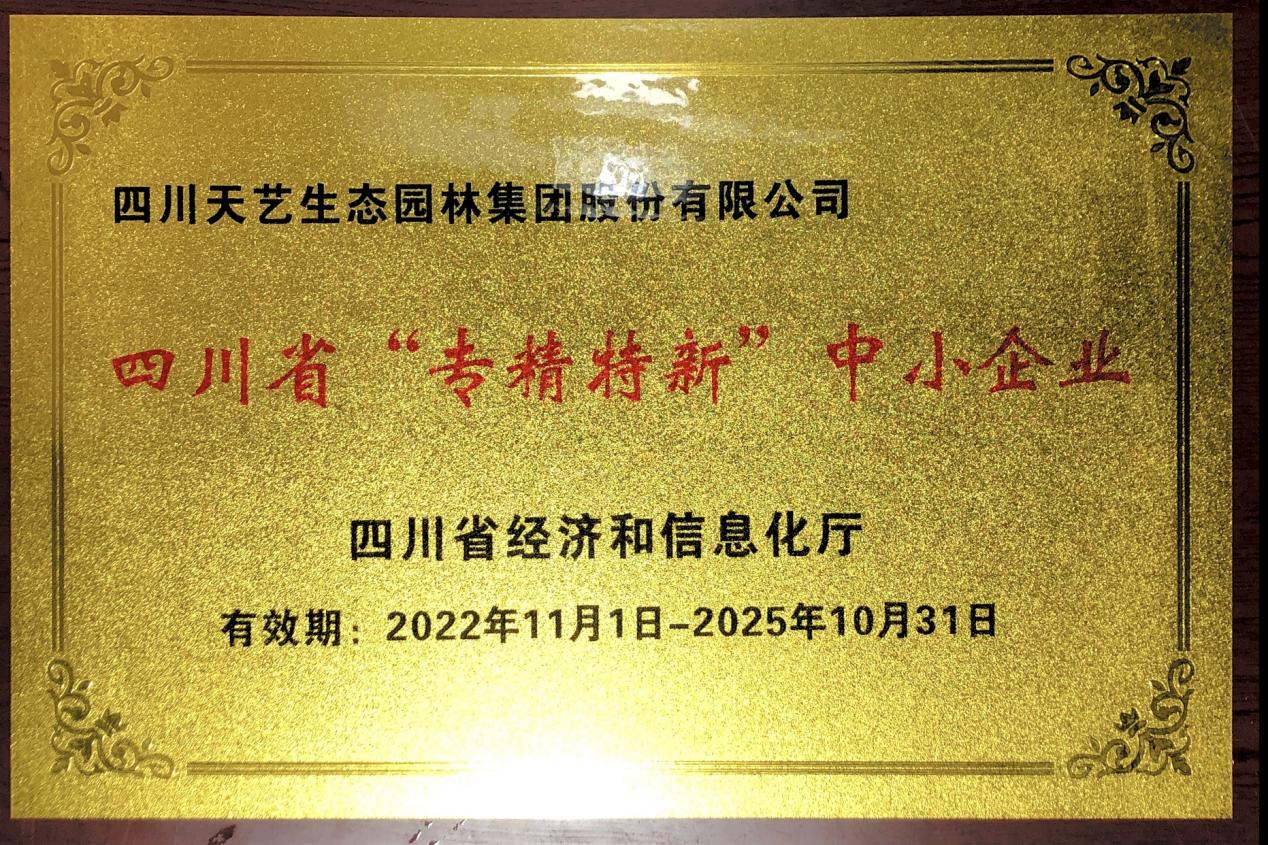 四川天艺生态园林集团股份有限公司
四川省“专精特新”中小企业
四川省经济和信息化厅
有效期：2022年11月1日-2025年10月31日